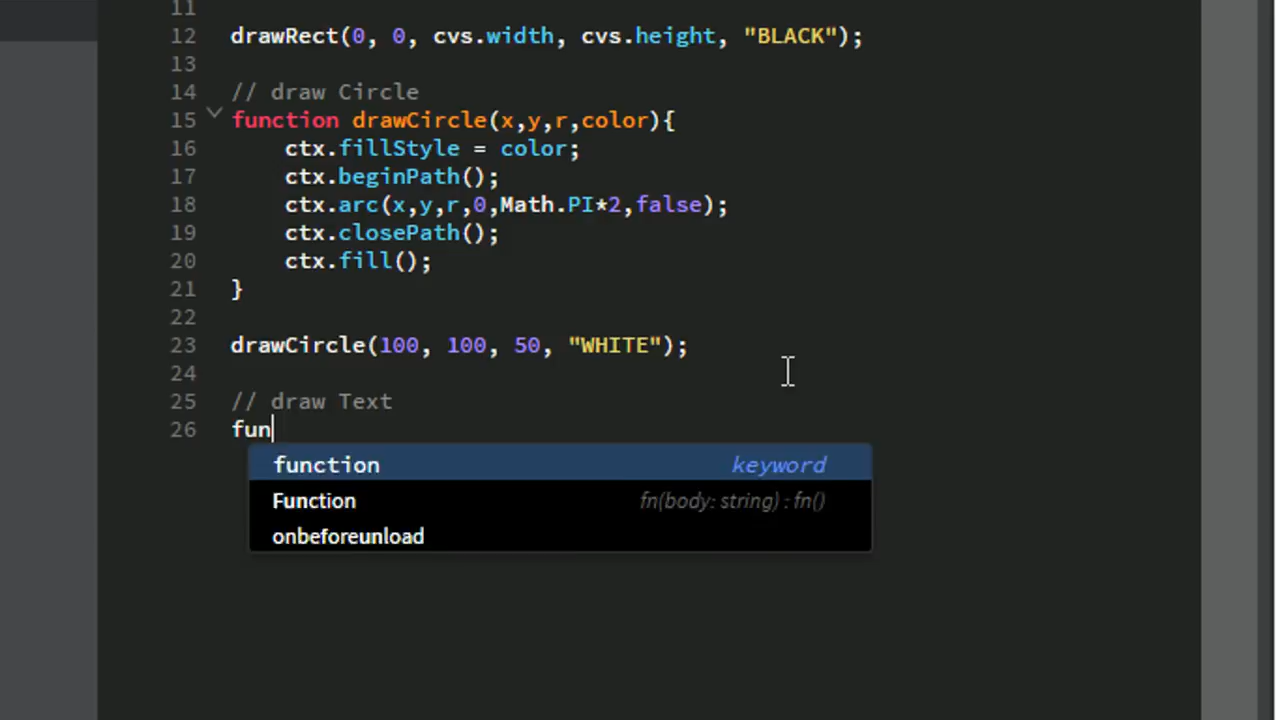 11
12 drawRect(0, 0, cvs.width, cvs.height, "BLACK");
13
14 // draw Circle
15 function drawCircle(x,y,r,color){
16 ctx.fillStyle = color;
17 ctx.beginPath();
18 ctx.arc(x,y,r,0,Math.PI*2,false);
19 ctx.closePath();
20 ctx.fill();
21 }
22
23 drawCircle(100, 100, 50, "WHITE");
24
25 // draw Text
26 fun
function keyword
Function fn(body: string) : fn()
onbeforeunload